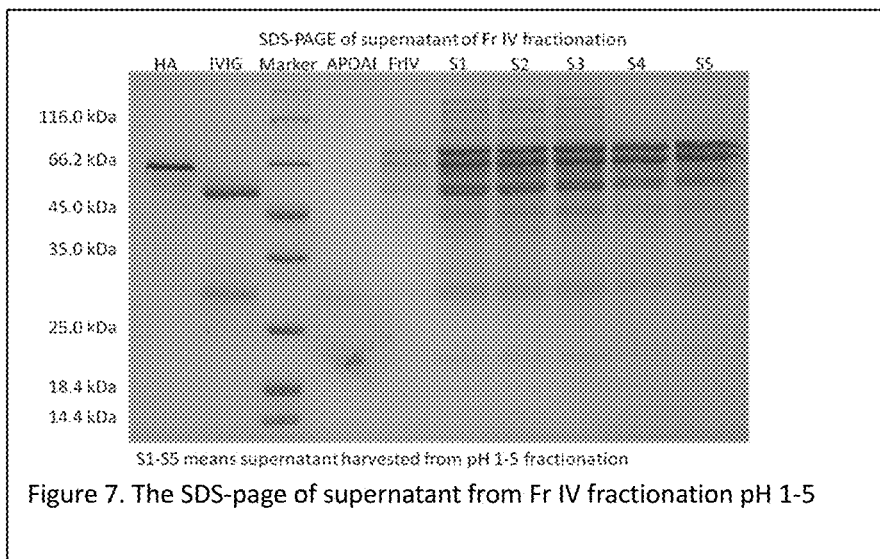 SDS-PAGE of supernatant of Fr IV fractionation
HA IVIG Marker APOAI FrIV S1 S2 S3 S4 S5
116.0 kDa
66.2 kDa
45.0 kDa
35.0 kDa
25.0 kDa
18.4 kDa
14.4 kDa
S1-S5 means supernatant harvested from pH 1-5 fractionation
Figure 7. The SDS-page of supernatant from Fr IV fractionation pH 1-5